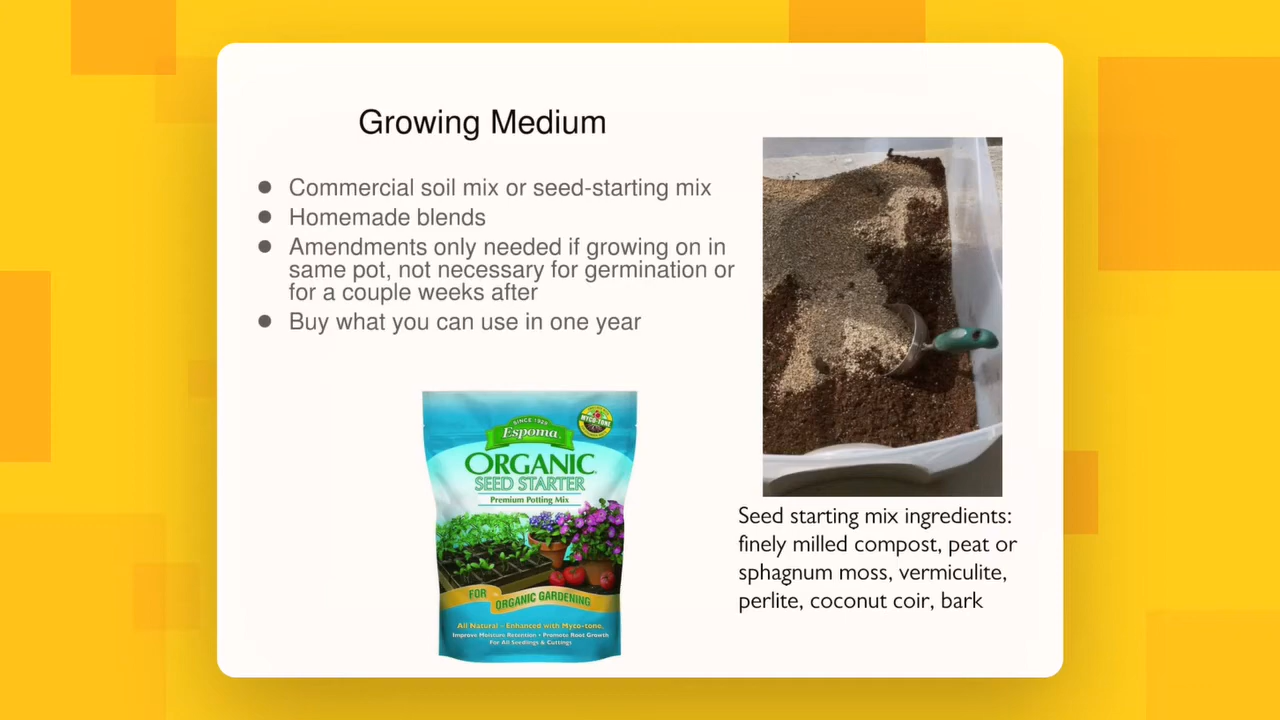 Growing Medium
Commercial soil mix or seed-starting mix
Homemade blends
Amendments only needed if growing on in
same pot, not necessary for germination or
for a couple weeks after
Buy what you can use in one year
SINCE 1929
Espoma
MYCO-TONE
ORGANIC
SEED STARTER
Premium Potting Mix
FOR ORGANIC GARDENING
All Natural - Enhanced with Myco-tone
Improve Moisture Retention • Promote Root Growth
For All Seedlings & Cuttings
Seed starting mix ingredients:
finely milled compost, peat or
sphagnum moss, vermiculite,
perlite, coconut coir, bark